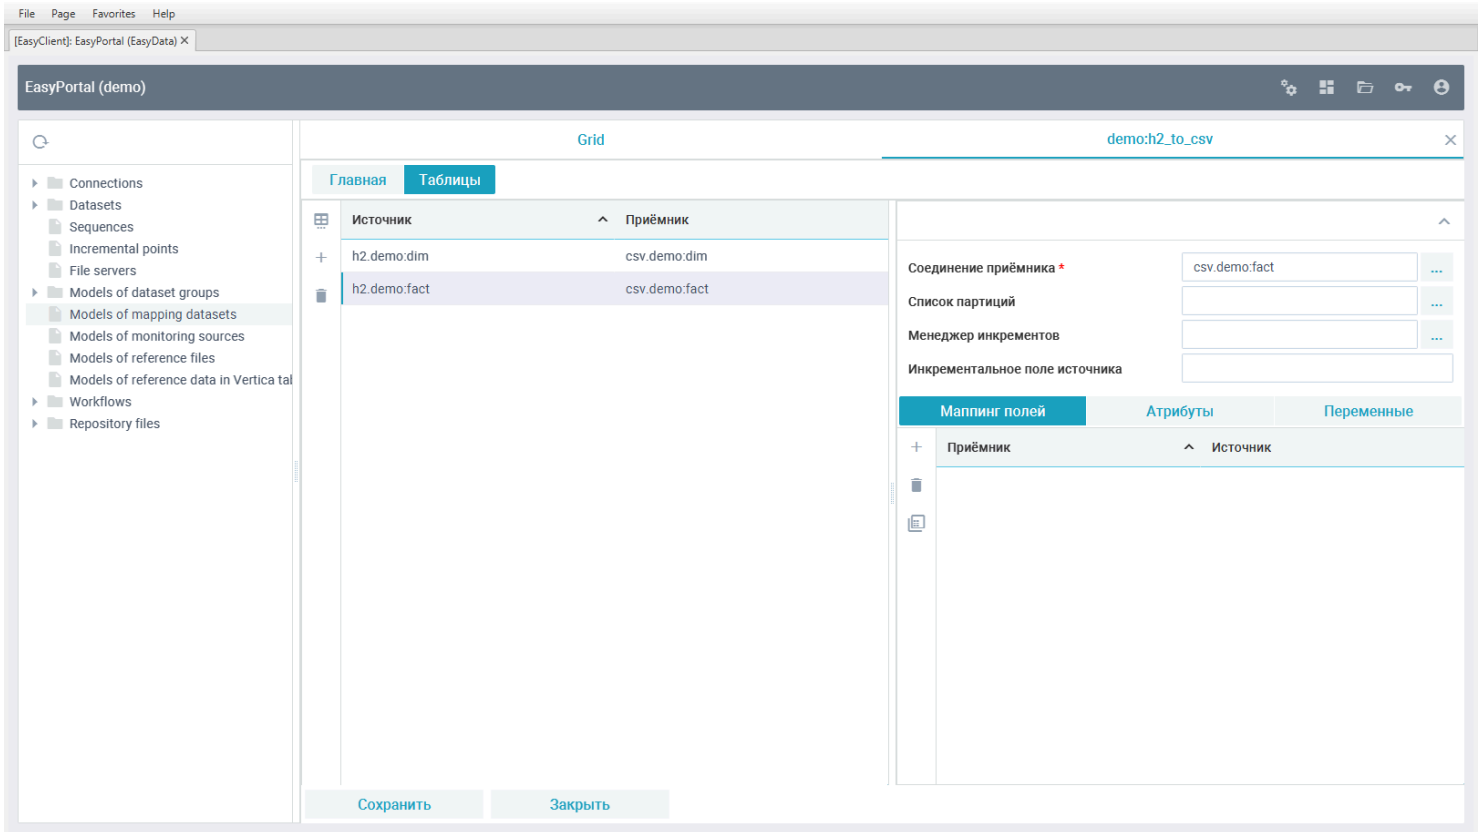 File Page Favorites Help
[EasyClient]: EasyPortal (EasyData) ×
EasyPortal (demo)
Connections
Datasets
Sequences
Incremental points
File servers
Models of dataset groups
Models of mapping datasets
Models of monitoring sources
Models of reference files
Models of reference data in Vertica tal
Workflows
Repository files
Grid
demo:h2_to_csv
Главная Таблицы
Источник Приёмник
h2.demo:dim csv.demo:dim
h2.demo:fact csv.demo:fact
Соединение приёмника * csv.demo:fact ...
Список партиций ...
Менеджер инкрементов ...
Инкрементальное поле источника
Маппинг полей Атрибуты Переменные
Приёмник Источник
Сохранить Закрыть